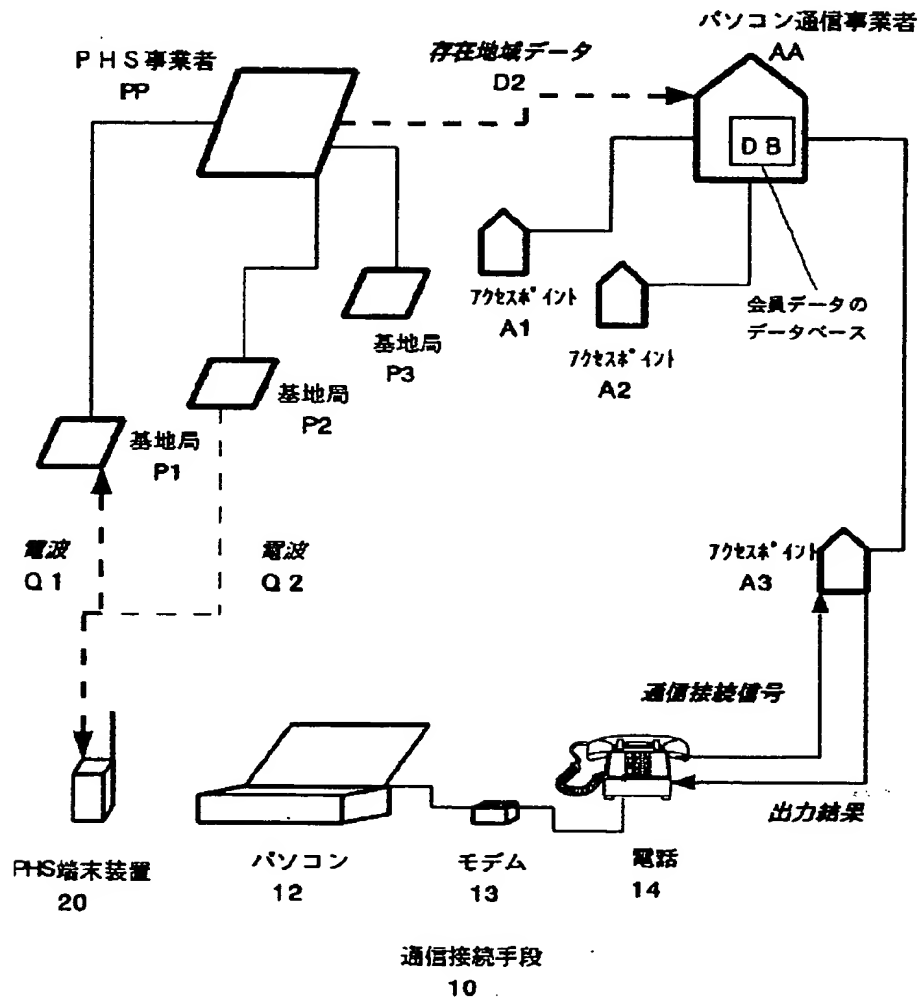 パソコン通信事業者
AA
PHS事業者
PP
存在地域データ
D2
DB
アクセスポイント
A1
会員データの
データベース
アクセスポイント
A2
基地局
P3
基地局
P2
基地局
P1
電波
Q1
電波
Q2
アクセスポイント
A3
通信接続信号
出力結果
PHS端末装置
20
パソコン
12
モデム
13
電話
14
通信接続手段
10